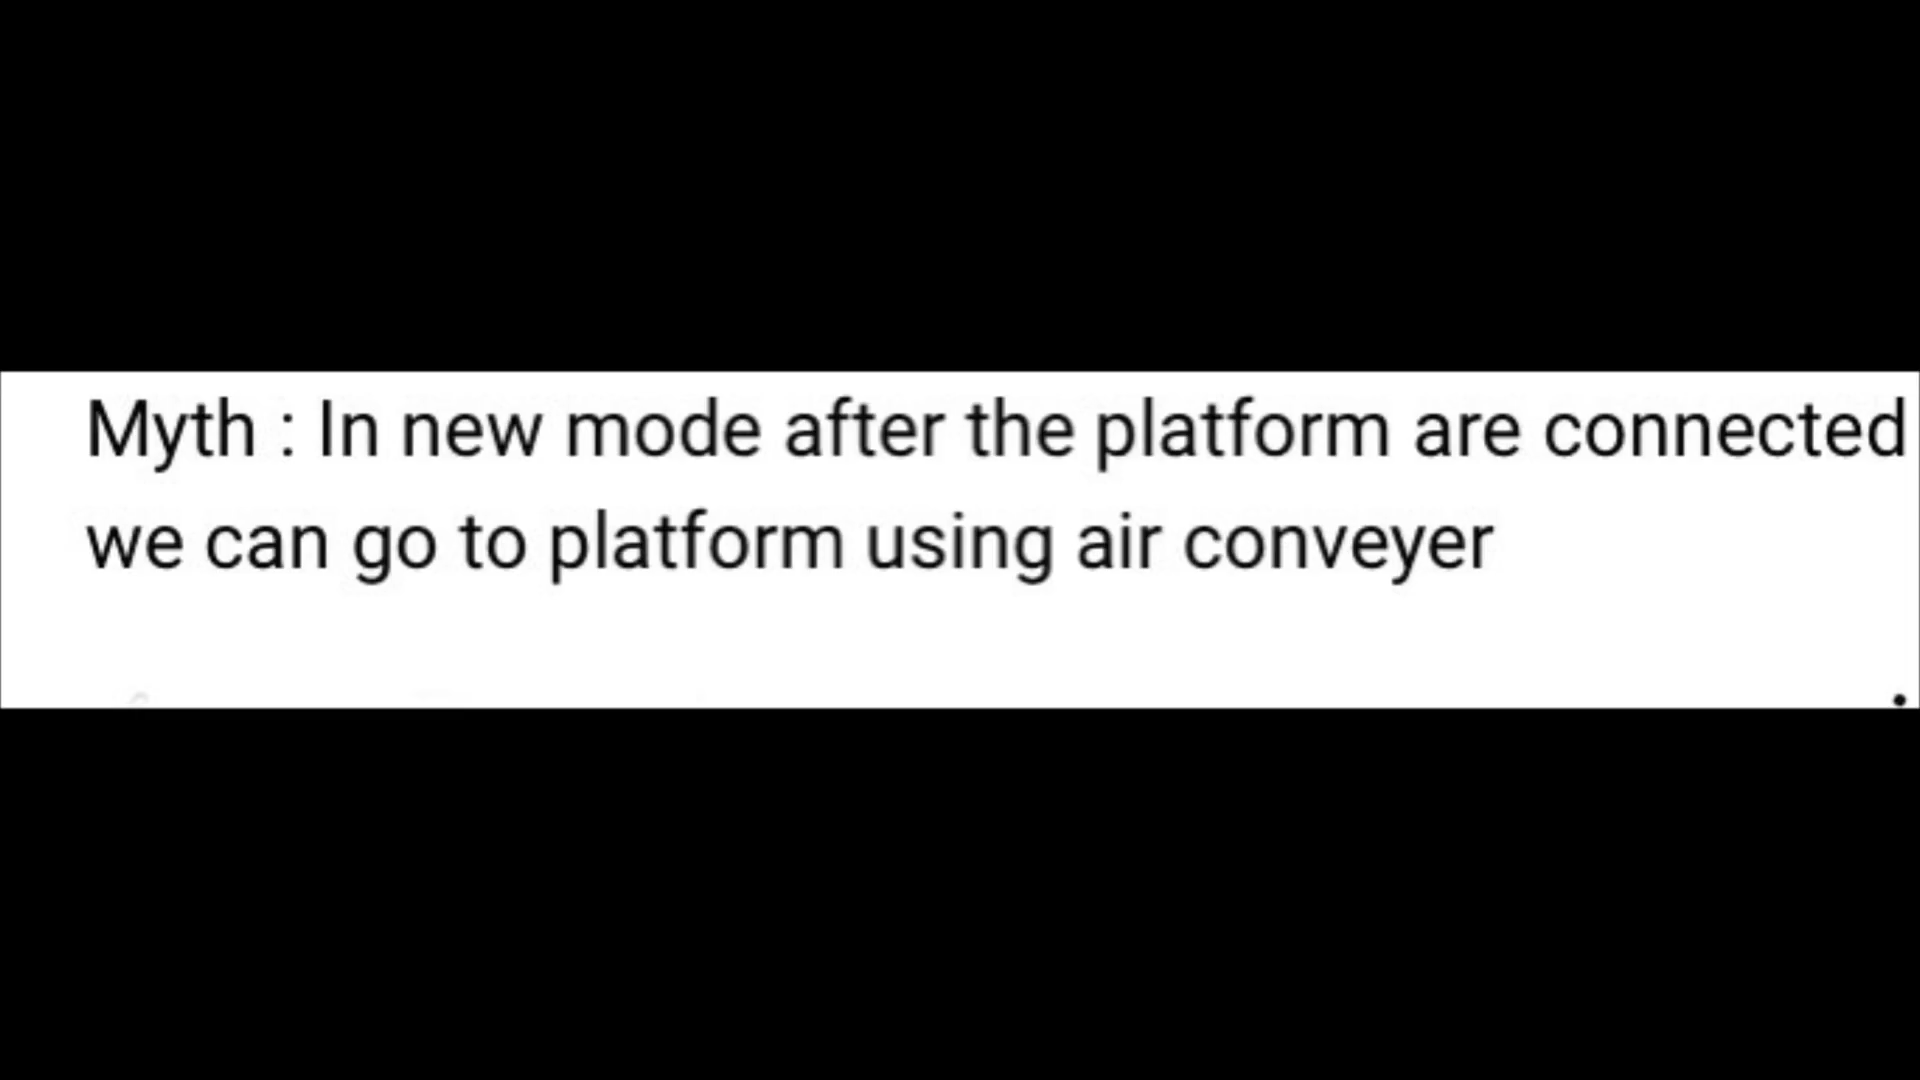 Myth : In new mode after the platform are connected
we can go to platform using air conveyer